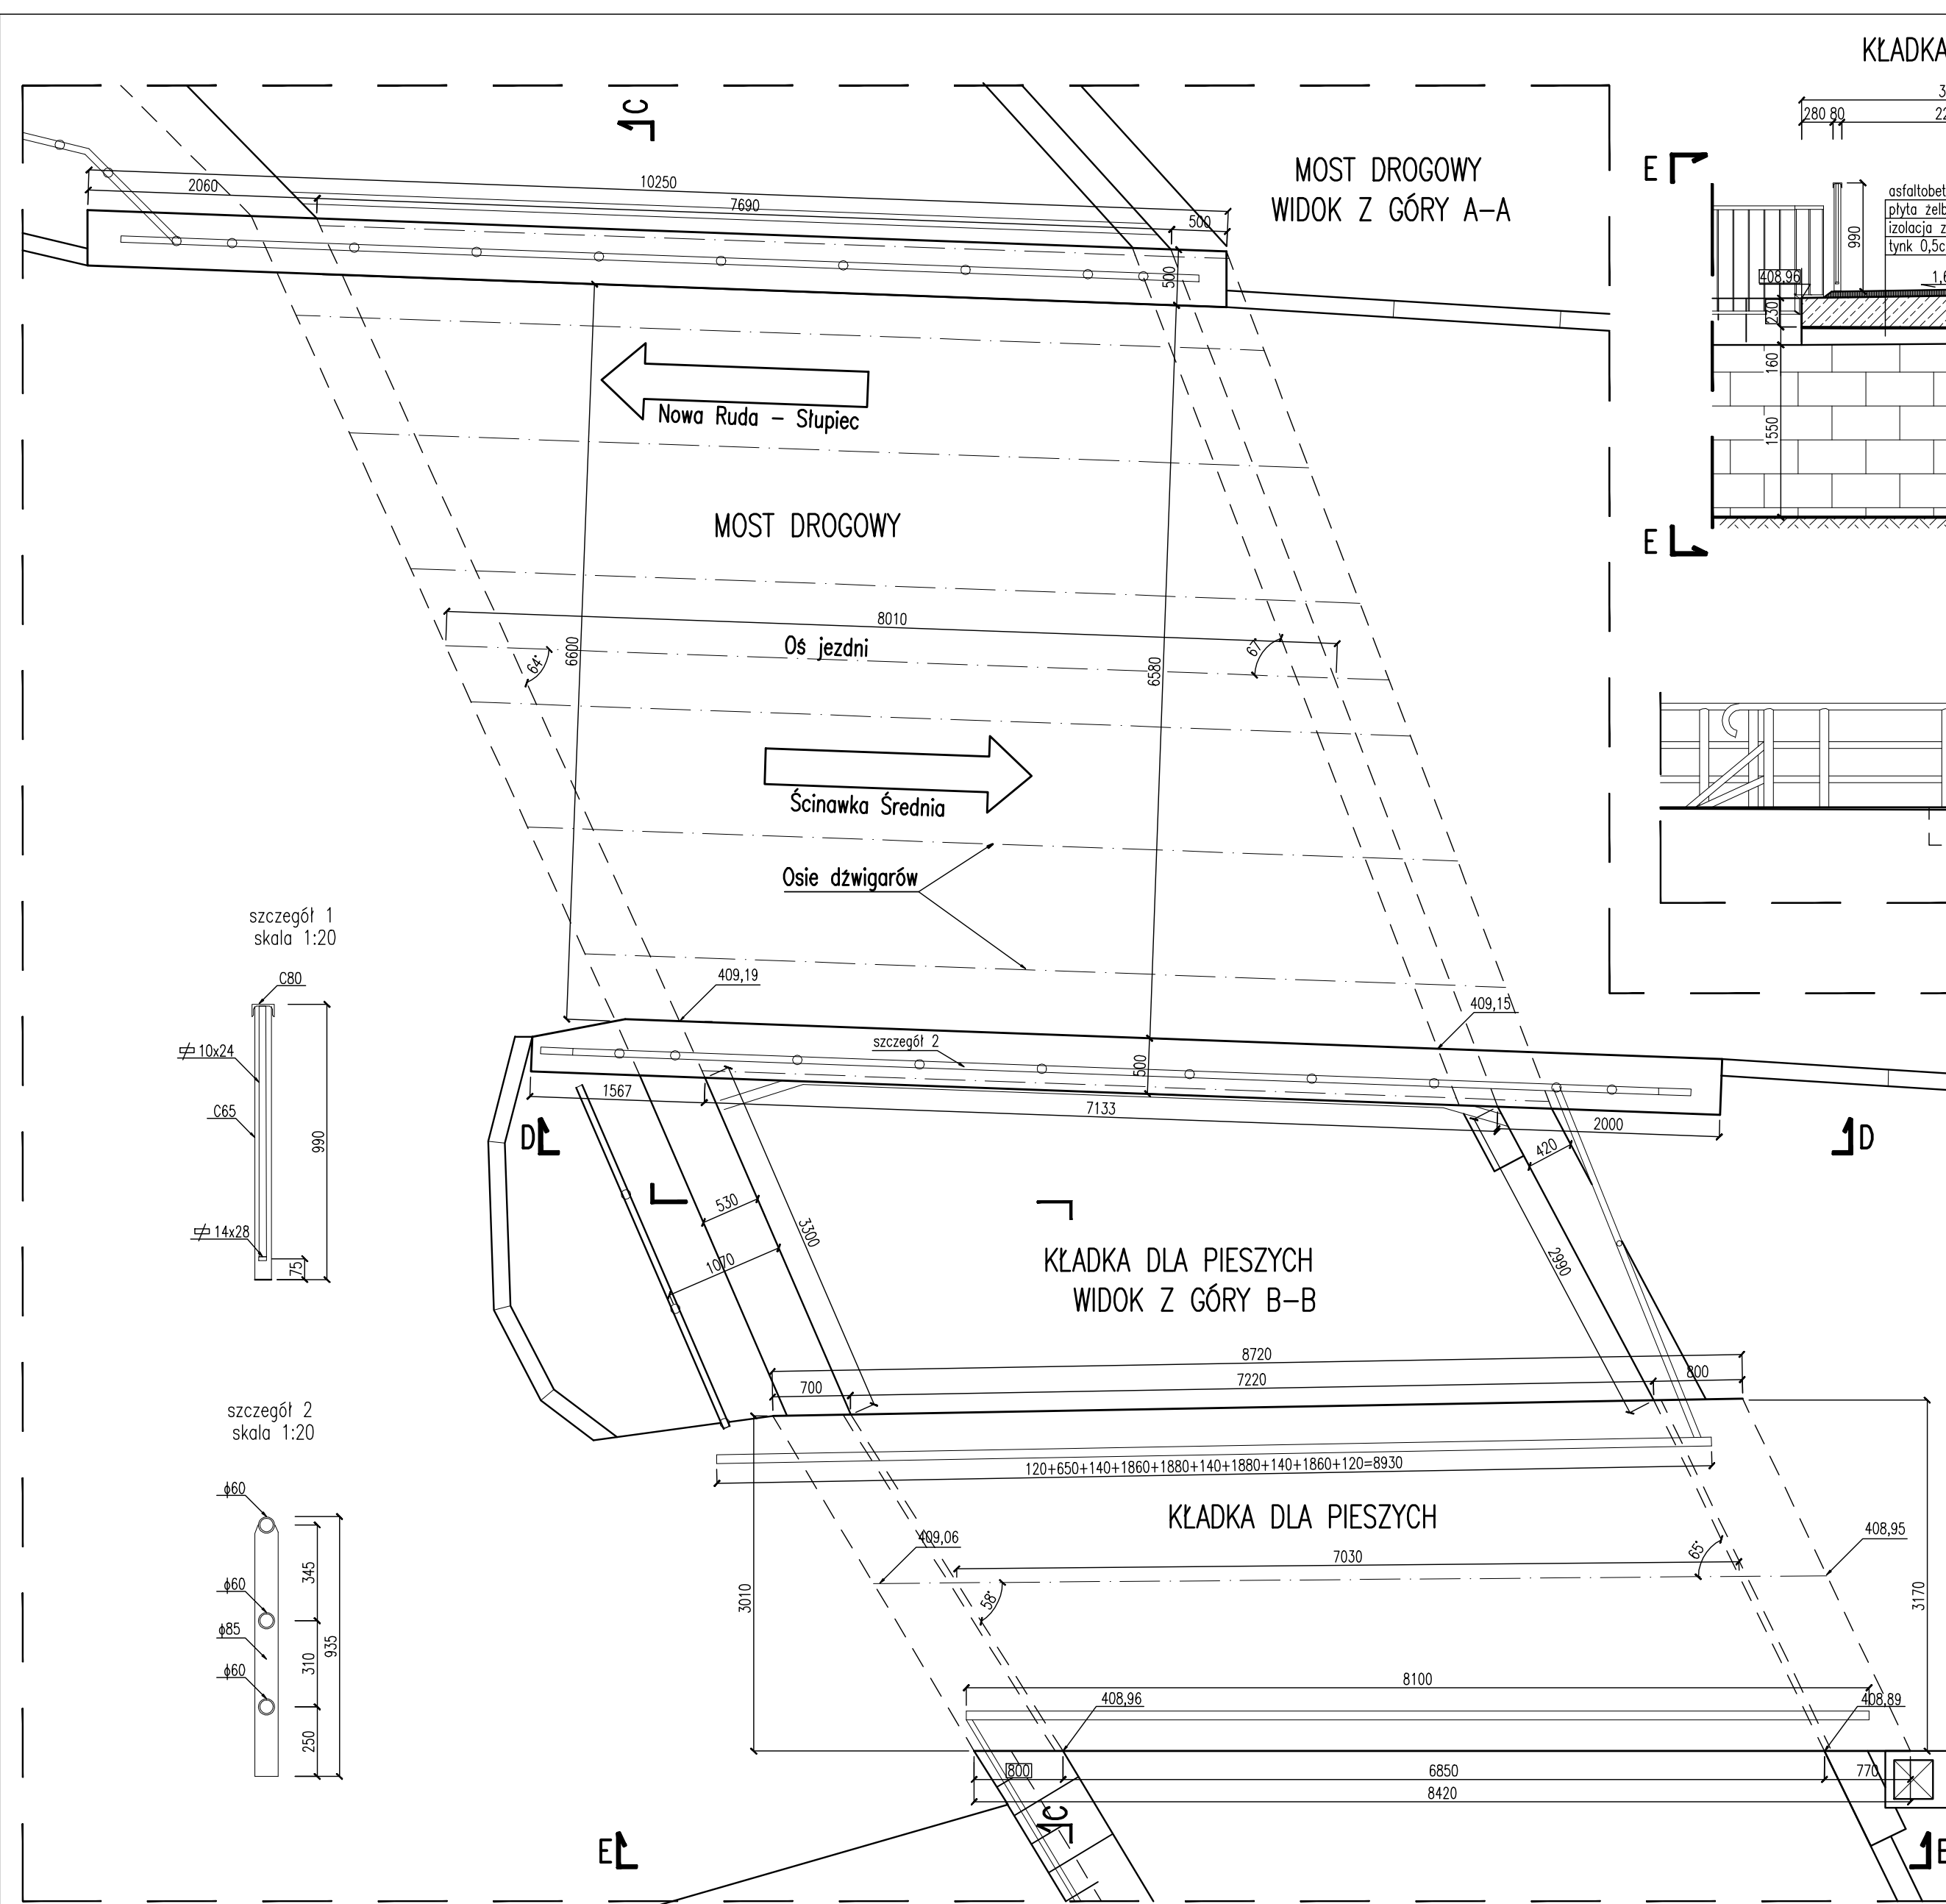 KŁADKA
C
280 80
MOST DROGOWY
WIDOK Z GÓRY A–A
E
10250
2060
7690
500
500
990
asfaltobet
płyta żelb
izolacja z
tynk 0,5c
408,96
230
160
1550
E
Nowa Ruda – Słupiec
MOST DROGOWY
8010
Oś jezdni
64°
67°
6600
6580
Ścinawka Średnia
Osie dźwigarów
szczegół 1
skala 1:20
C80
10x24
C65
990
14x28
75
409,19
409,15
szczegół 2
500
1567
7133
2000
D
D
420
530
3300
1070
2990
KŁADKA DLA PIESZYCH
WIDOK Z GÓRY B–B
8720
700
7220
800
szczegół 2
skala 1:20
ϕ60
345
ϕ60
ϕ85
935
310
ϕ60
250
120+650+140+1860+1880+140+1880+140+1860+120=8930
KŁADKA DLA PIESZYCH
409,06
408,95
7030
65°
58°
3010
3170
8100
408,96
408,89
800
6850
770
8420
C
E
E